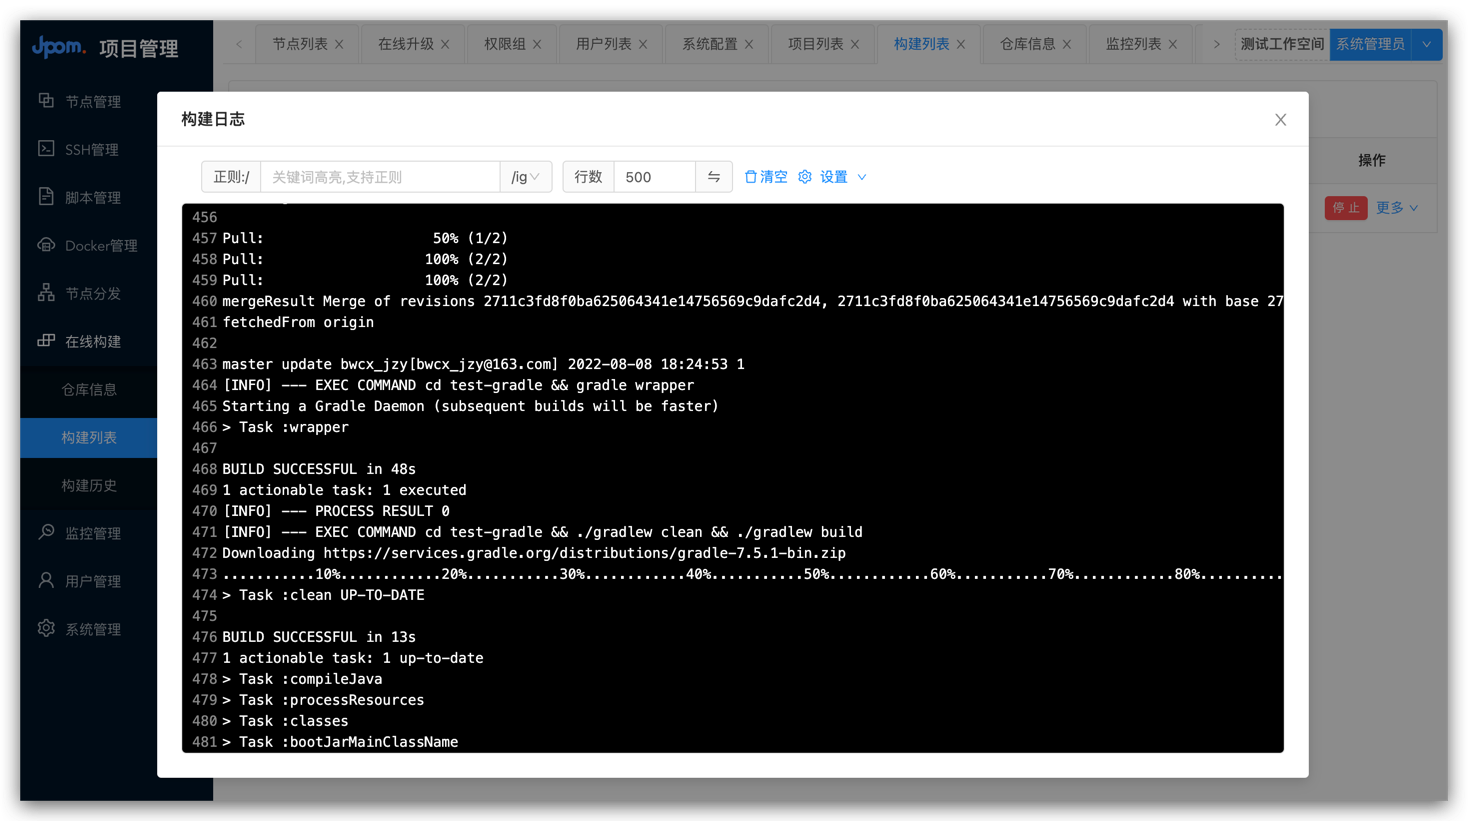 Jpom. 项目管理
节点列表
在线升级
权限组
用户列表
系统配置
项目列表
构建列表
仓库信息
监控列表
测试工作空间
系统管理员
节点管理
SSH管理
脚本管理
Docker管理
节点分发
在线构建
仓库信息
构建列表
构建历史
监控管理
用户管理
系统管理
操作
停止 更多
构建日志
正则:/ 关键词高亮,支持正则 /ig 行数 500 清空 设置
456
457 Pull:                    50% (1/2)
458 Pull:                   100% (2/2)
459 Pull:                   100% (2/2)
460 mergeResult Merge of revisions 2711c3fd8f0ba625064341e14756569c9dafc2d4, 2711c3fd8f0ba625064341e14756569c9dafc2d4 with base 27
461 fetchedFrom origin
462
463 master update bwcx_jzy[bwcx_jzy@163.com] 2022-08-08 18:24:53 1
464 [INFO] --- EXEC COMMAND cd test-gradle && gradle wrapper
465 Starting a Gradle Daemon (subsequent builds will be faster)
466 > Task :wrapper
467
468 BUILD SUCCESSFUL in 48s
469 1 actionable task: 1 executed
470 [INFO] --- PROCESS RESULT 0
471 [INFO] --- EXEC COMMAND cd test-gradle && ./gradlew clean && ./gradlew build
472 Downloading https://services.gradle.org/distributions/gradle-7.5.1-bin.zip
473 ...........10%............20%...........30%............40%...........50%............60%...........70%............80%..........
474 > Task :clean UP-TO-DATE
475
476 BUILD SUCCESSFUL in 13s
477 1 actionable task: 1 up-to-date
478 > Task :compileJava
479 > Task :processResources
480 > Task :classes
481 > Task :bootJarMainClassName